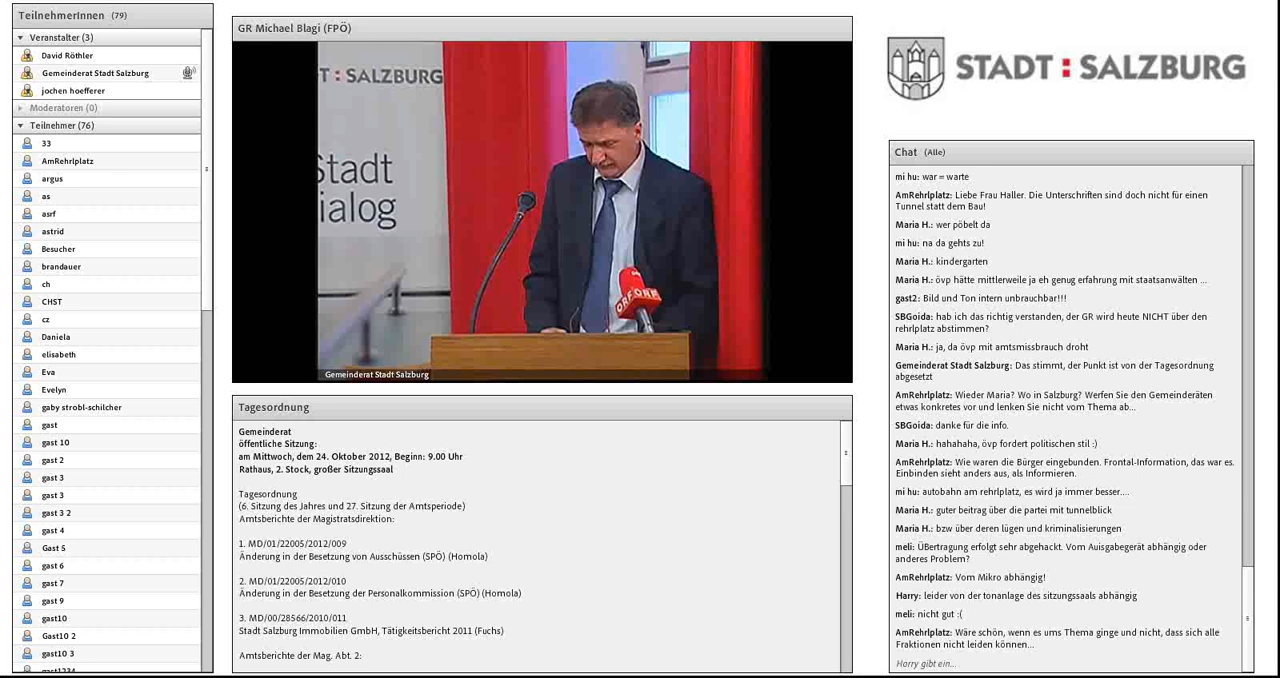 TeilnehmerInnen (79)
Veranstalter (3)
David Röthler
Gemeinderat Stadt Salzburg
jochen hoefferer
Moderatoren (0)
Teilnehmer (76)
33
AmRehrlplatz
argus
as
asrf
astrid
Besucher
brandauer
ch
CHST
cz
Daniela
elisabeth
Eva
Evelyn
gaby strobl-schilcher
gast
gast 10
gast 2
gast 3
gast 3
gast 3 2
gast 4
Gast 5
gast 6
gast 7
gast 9
gast10
Gast10 2
gast10 3
gast1234
GR Michael Blagi (FPÖ)
T : SALZBURG
Stadt
ialog
ORF
Gemeinderat Stadt Salzburg
Tagesordnung
Gemeinderat
öffentliche Sitzung:
am Mittwoch, dem 24. Oktober 2012, Beginn: 9.00 Uhr
Rathaus, 2. Stock, großer Sitzungssaal
Tagesordnung
(6. Sitzung des Jahres und 27. Sitzung der Amtsperiode)
Amtsberichte der Magistratsdirektion:
1. MD/01/22005/2012/009
Änderung in der Besetzung von Ausschüssen (SPÖ) (Homola)
2. MD/01/22005/2012/010
Änderung in der Besetzung der Personalkommission (SPÖ) (Homola)
3. MD/00/28566/2010/011
Stadt Salzburg Immobilien GmbH, Tätigkeitsbericht 2011 (Fuchs)
Amtsberichte der Mag. Abt. 2:
STADT : SALZBURG
Chat (Alle)
mi hu: war = warte
AmRehrlplatz: Liebe Frau Haller. Die Unterschriften sind doch nicht für einen
Tunnel statt dem Bau!
Maria H.: wer pöbelt da
mi hu: na da gehts zu!
Maria H.: kindergarten
Maria H.: övp hätte mittlerweile ja eh genug erfahrung mit staatsanwälten ...
gast2: Bild und Ton intern unbrauchbar!!!
SBGoida: hab ich das richtig verstanden, der GR wird heute NICHT über den
rehrlplatz abstimmen?
Maria H.: ja, da övp mit amtsmissbrauch droht
Gemeinderat Stadt Salzburg: Das stimmt, der Punkt ist von der Tagesordnung
abgesetzt
AmRehrlplatz: Wieder Maria? Wo in Salzburg? Werfen Sie den Gemeinderäten
etwas konkretes vor und lenken Sie nicht vom Thema ab...
SBGoida: danke für die info.
Maria H.: hahahaha, övp fordert politischen stil :)
AmRehrlplatz: Wie waren die Bürger eingebunden. Frontal-Information, das war es.
Einbinden sieht anders aus, als Informieren.
mi hu: autobahn am rehrlplatz, es wird ja immer besser....
Maria H.: guter beitrag über die partei mit tunnelblick
Maria H.: bzw über deren lügen und kriminalisierungen
meli: ÜBertragung erfolgt sehr abgehackt. Vom Auisgabegerät abhängig oder
anderes Problem?
AmRehrlplatz: Vom Mikro abhängig!
Harry: leider von der tonanlage des sitzungssaals abhängig
meli: nicht gut :(
AmRehrlplatz: Wäre schön, wenn es ums Thema ginge und nicht, dass sich alle
Fraktionen nicht leiden können...
Harry gibt ein...